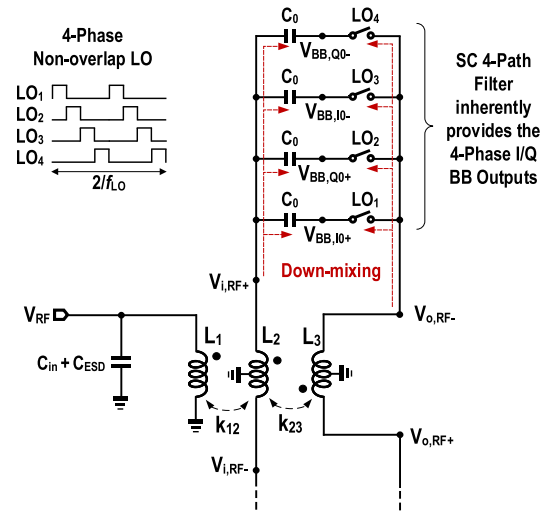 4-Phase
Non-overlap LO
LO1
LO2
LO3
LO4
2/fLO
C0 LO4
VBB,Q0-
C0 LO3
VBB,I0-
C0 LO2
VBB,Q0+
C0 LO1
VBB,I0+
SC 4-Path
Filter
inherently
provides the
4-Phase I/Q
BB Outputs
Down-mixing
Vi,RF+
VRF
Vo,RF-
L1 L2 L3
Cin + CESD
k12 k23
Vi,RF-
Vo,RF+